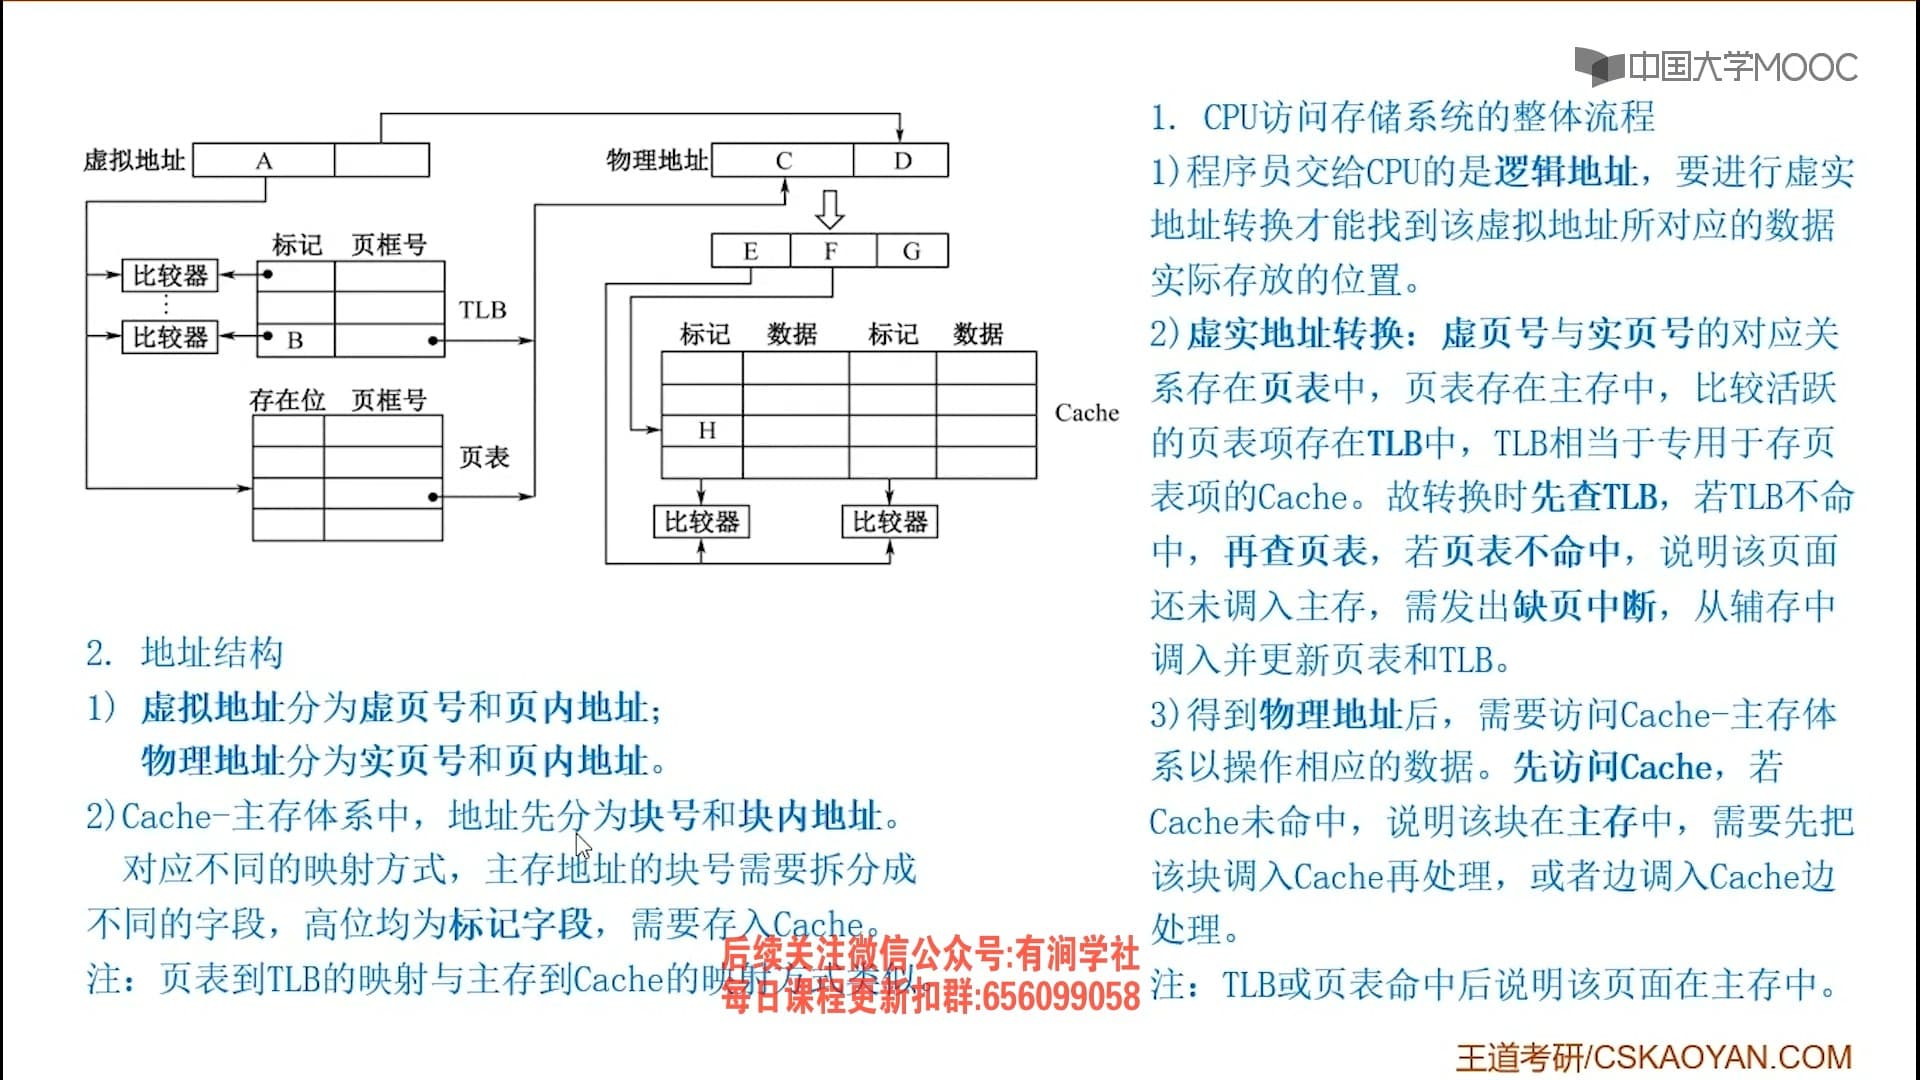 中国大学MOOC
虚拟地址 A
物理地址 C D
E F G
标记 页框号
比较器
⋮
比较器
B
TLB
存在位 页框号
页表
标记 数据 标记 数据
H
Cache
比较器 比较器
2. 地址结构
1) 虚拟地址分为虚页号和页内地址;
物理地址分为实页号和页内地址。
2)Cache-主存体系中，地址先分为块号和块内地址。
对应不同的映射方式，主存地址的块号需要拆分成
不同的字段，高位均为标记字段，需要存入Cache。
注：页表到TLB的映射与主存到Cache的映射方式类似。
1. CPU访问存储系统的整体流程
1)程序员交给CPU的是逻辑地址，要进行虚实
地址转换才能找到该虚拟地址所对应的数据
实际存放的位置。
2)虚实地址转换：虚页号与实页号的对应关
系存在页表中，页表存在主存中，比较活跃
的页表项存在TLB中，TLB相当于专用于存页
表项的Cache。故转换时先查TLB，若TLB不命
中，再查页表，若页表不命中，说明该页面
还未调入主存，需发出缺页中断，从辅存中
调入并更新页表和TLB。
3)得到物理地址后，需要访问Cache-主存体
系以操作相应的数据。先访问Cache，若
Cache未命中，说明该块在主存中，需要先把
该块调入Cache再处理，或者边调入Cache边
处理。
注：TLB或页表命中后说明该页面在主存中。
后续关注微信公众号:有涧学社
每日课程更新扣群:656099058
王道考研/CSKAOYAN.COM